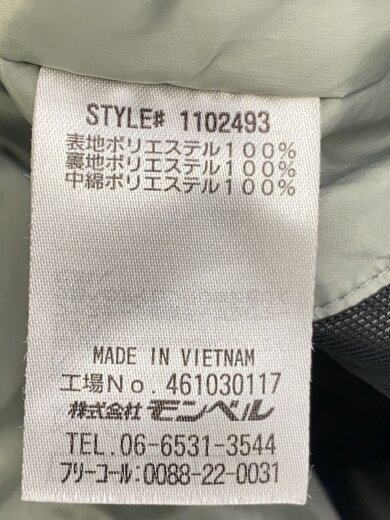 STYLE# 1102493
表地ポリエステル１００％
裏地ポリエステル１００％
中綿ポリエステル１００％
MADE IN VIETNAM
工場No. 461030117
株式会社モンベル
TEL. 06-6531-3544
フリーコール:0088-22-0031